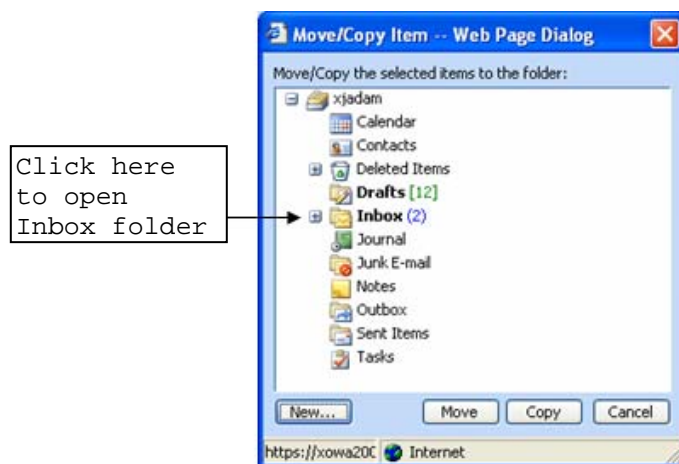 Move/Copy Item -- Web Page Dialog
Move/Copy the selected items to the folder:
xjadam
Calendar
Contacts
Click here
to open
Inbox folder
Deleted Items
Drafts [12]
Inbox (2)
Journal
Junk E-mail
Notes
Outbox
Sent Items
Tasks
New... Move Copy Cancel
https://xowa200 Internet